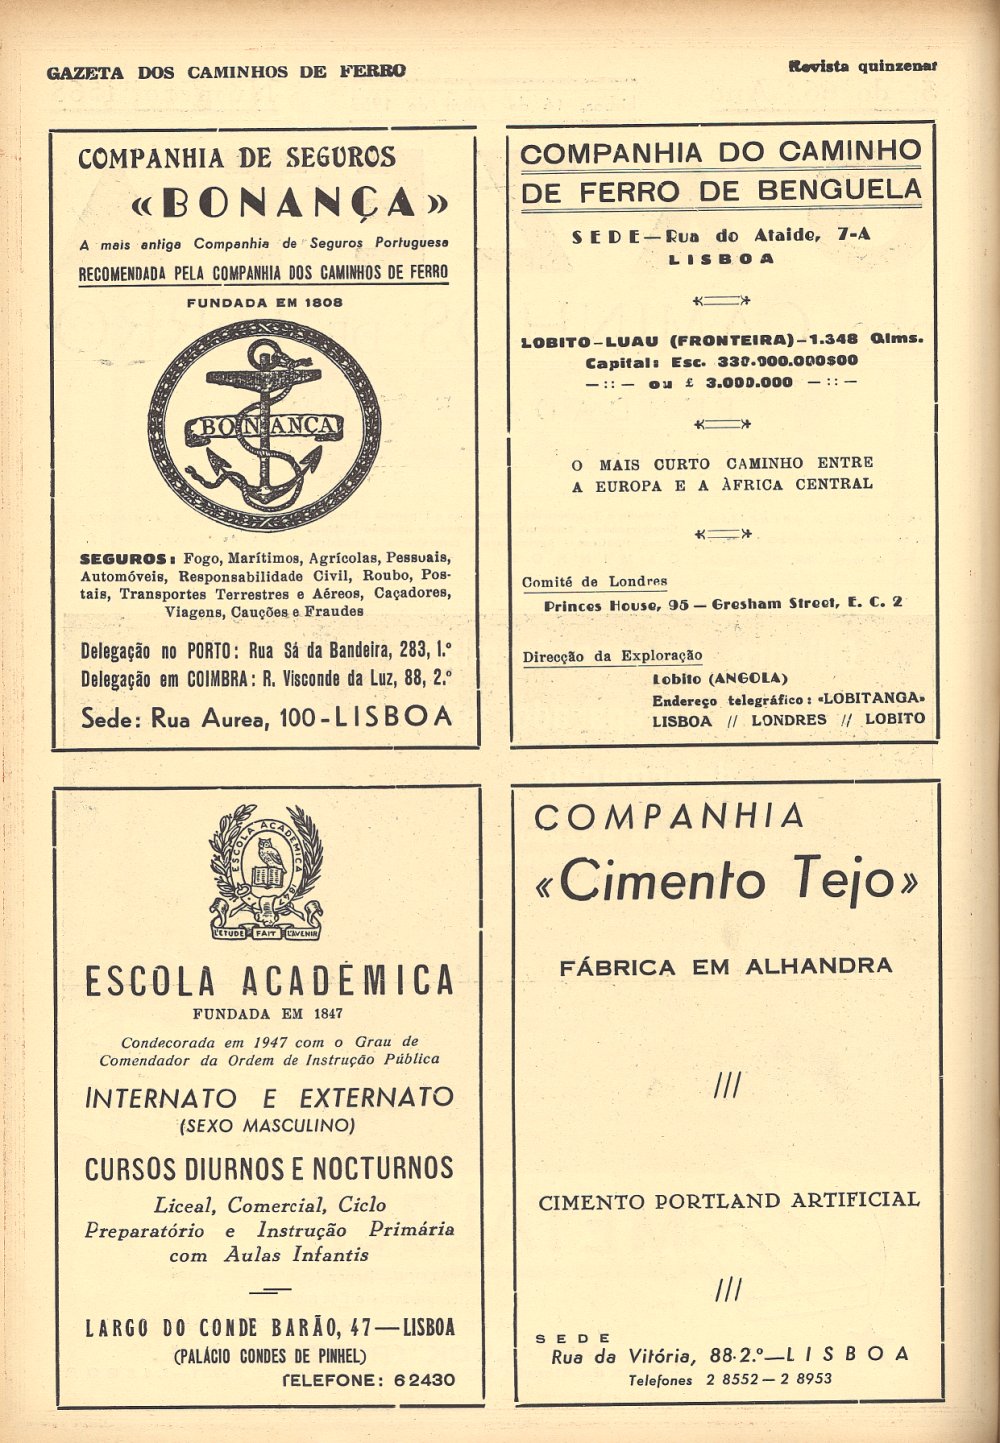 GAZETA DOS CAMINHOS DE FERRO
Revista quinzenal
COMPANHIA DE SEGUROS
«BONANÇA»
A mais antiga Companhia de Seguros Portuguesa
RECOMENDADA PELA COMPANHIA DOS CAMINHOS DE FERRO
FUNDADA EM 1808
BONANÇA
SEGUROS: Fogo, Marítimos, Agrícolas, Pessoais,
Automóveis, Responsabilidade Civil, Roubo, Pos-
tais, Transportes Terrestres e Aéreos, Caçadores,
Viagens, Cauções e Fraudes
Delegação no PORTO: Rua Sá da Bandeira, 283, 1.º
Delegação em COIMBRA: R. Visconde da Luz, 88, 2.º
Sede: Rua Aurea, 100-LISBOA
COMPANHIA DO CAMINHO
DE FERRO DE BENGUELA
SEDE—Rua do Ataide, 7-A
LISBOA
LOBITO-LUAU (FRONTEIRA)-1.348 Qlms.
Capital: Esc. 330.000.000$00
—::— ou £ 3.000.000 —::—
O MAIS CURTO CAMINHO ENTRE
A EUROPA E A ÀFRICA CENTRAL
Comité de Londres
Princes House, 95 — Gresham Street, E. C. 2
Direcção da Exploração
Lobito (ANGOLA)
Endereço telegráfico: «LOBITANGA»
LISBOA // LONDRES // LOBITO
ESCOLA ACADEMICA
1847
L'ETUDE FAIT L'AVENIR
ESCOLA ACADÉMICA
FUNDADA EM 1847
Condecorada em 1947 com o Grau de
Comendador da Ordem de Instrução Pública
INTERNATO E EXTERNATO
(SEXO MASCULINO)
CURSOS DIURNOS E NOCTURNOS
Liceal, Comercial, Ciclo
Preparatório e Instrução Primária
com Aulas Infantis
LARGO DO CONDE BARÃO, 47—LISBOA
(PALÁCIO CONDES DE PINHEL)
TELEFONE: 62430
COMPANHIA
«Cimento Tejo»
FÁBRICA EM ALHANDRA
///
CIMENTO PORTLAND ARTIFICIAL
///
SEDE
Rua da Vitória, 88-2.º—LISBOA
Telefones 2 8552 — 2 8953